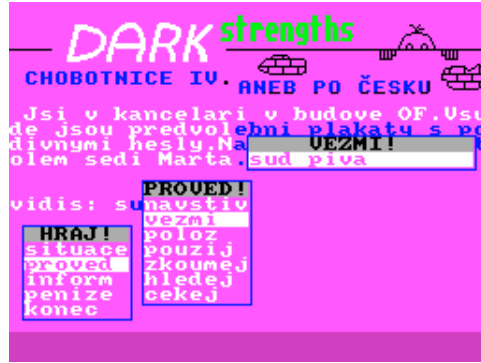 DARK strengths
CHOBOTNICE IV. ANEB PO ČESKU
Jsi v kancelari v budove OF.Vsu
de jsou predvolebni plakaty s po
divnymi hesly.Na
olem sedi Marta.
VEZMI!
sud piva
vidis: su
PROVED!
navstiv
vezmi
poloz
pouzij
zkoumej
hledej
cekej
HRAJ!
situace
proved
inform
penize
konec